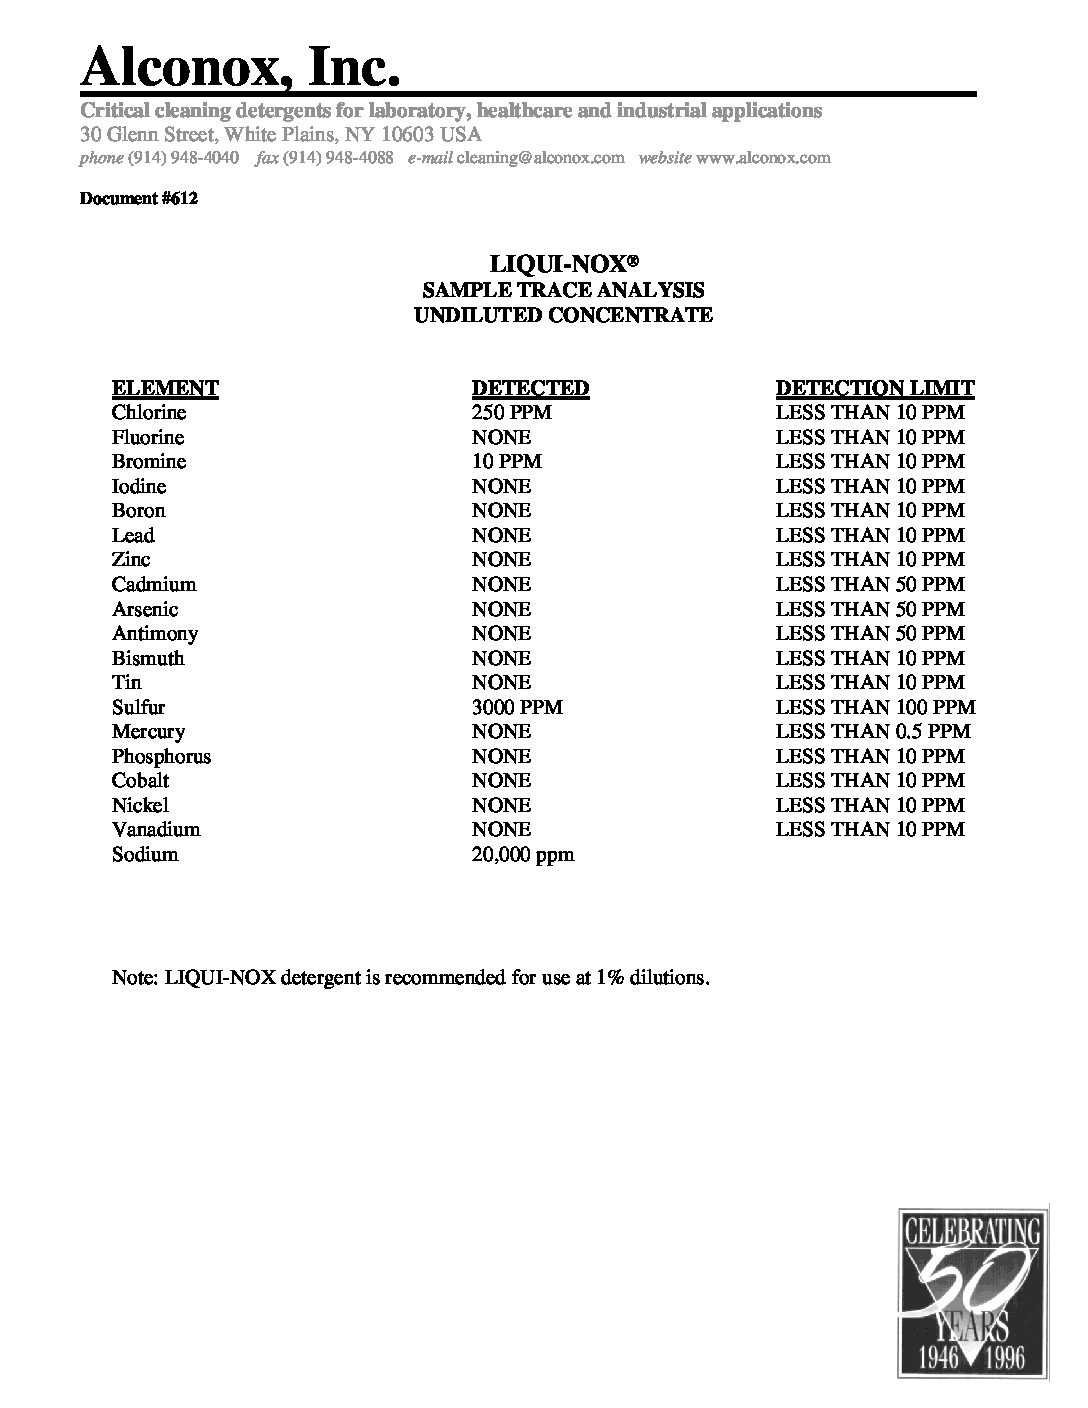 Alconox, Inc.
Critical cleaning detergents for laboratory, healthcare and industrial applications
30 Glenn Street, White Plains, NY 10603 USA
phone (914) 948-4040 fax (914) 948-4088 e-mail cleaning@alconox.com website www.alconox.com
Document #612
LIQUI-NOX®
SAMPLE TRACE ANALYSIS
UNDILUTED CONCENTRATE
ELEMENT DETECTED DETECTION LIMIT
Chlorine 250 PPM LESS THAN 10 PPM
Fluorine NONE LESS THAN 10 PPM
Bromine 10 PPM LESS THAN 10 PPM
Iodine NONE LESS THAN 10 PPM
Boron NONE LESS THAN 10 PPM
Lead NONE LESS THAN 10 PPM
Zinc NONE LESS THAN 10 PPM
Cadmium NONE LESS THAN 50 PPM
Arsenic NONE LESS THAN 50 PPM
Antimony NONE LESS THAN 50 PPM
Bismuth NONE LESS THAN 10 PPM
Tin NONE LESS THAN 10 PPM
Sulfur 3000 PPM LESS THAN 100 PPM
Mercury NONE LESS THAN 0.5 PPM
Phosphorus NONE LESS THAN 10 PPM
Cobalt NONE LESS THAN 10 PPM
Nickel NONE LESS THAN 10 PPM
Vanadium NONE LESS THAN 10 PPM
Sodium 20,000 ppm
Note: LIQUI-NOX detergent is recommended for use at 1% dilutions.
CELEBRATING
50
YEARS
1946 1996